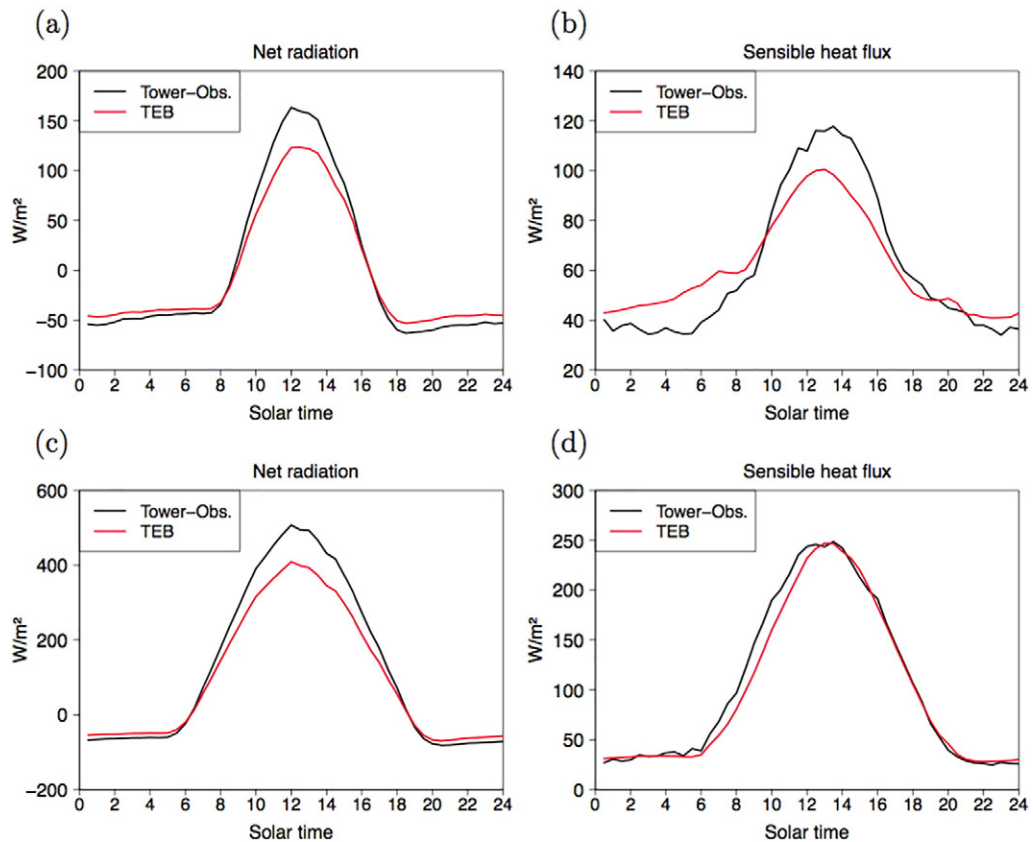 (a)
Net radiation
200
150
100
50
0
−50
−100
W/m²
Tower−Obs.
TEB
0 2 4 6 8 10 12 14 16 18 20 22 24
Solar time
(b)
Sensible heat flux
140
120
100
80
60
40
20
W/m²
Tower−Obs.
TEB
0 2 4 6 8 10 12 14 16 18 20 22 24
Solar time
(c)
Net radiation
600
400
200
0
−200
W/m²
Tower−Obs.
TEB
0 2 4 6 8 10 12 14 16 18 20 22 24
Solar time
(d)
Sensible heat flux
300
250
200
150
100
50
0
W/m²
Tower−Obs.
TEB
0 2 4 6 8 10 12 14 16 18 20 22 24
Solar time